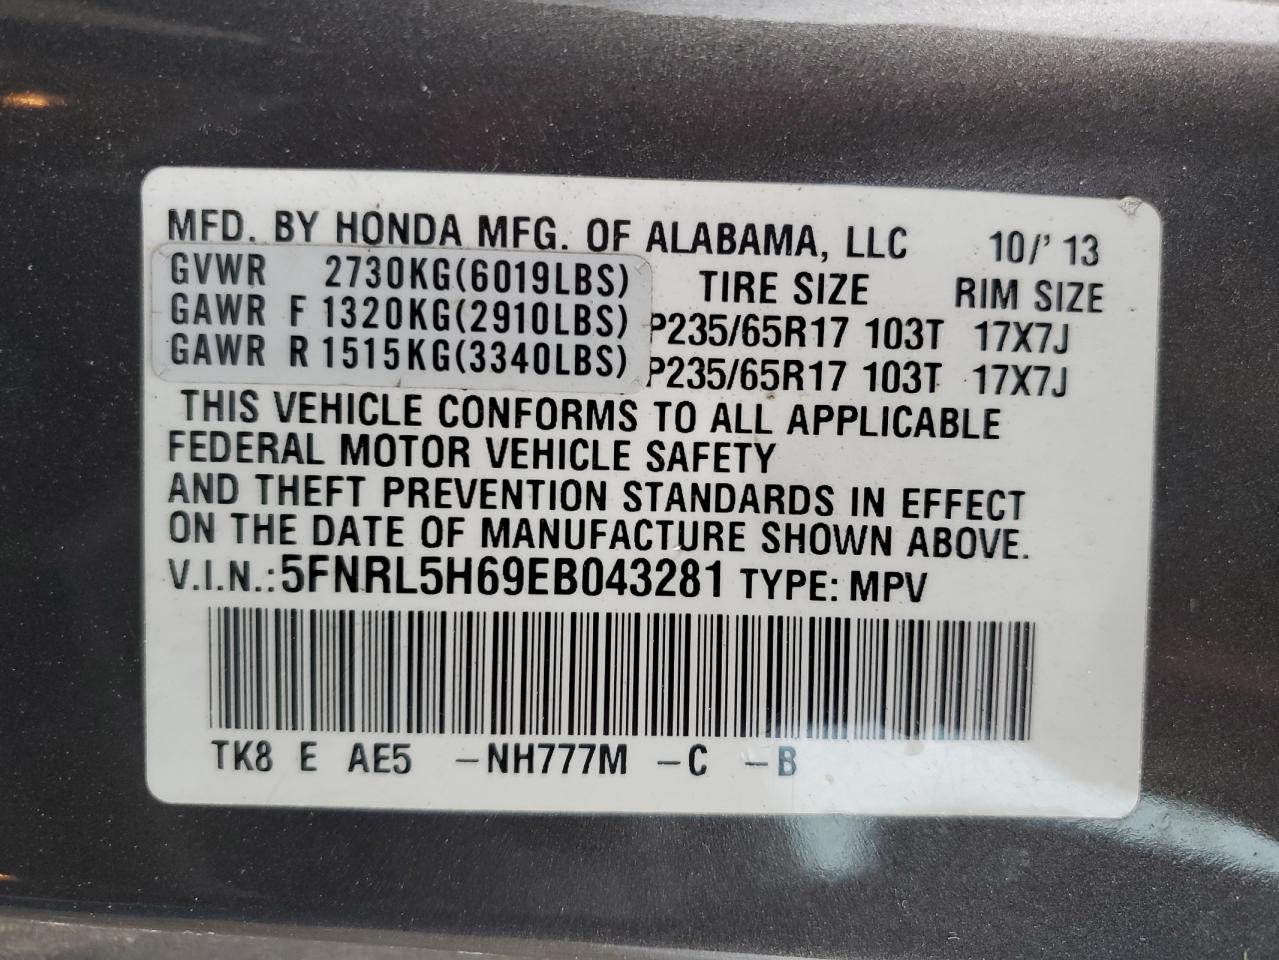 MFD. BY HONDA MFG. OF ALABAMA, LLC 10/' 13
GVWR 2730KG(6019LBS) TIRE SIZE RIM SIZE
GAWR F 1320KG(2910LBS) P235/65R17 103T 17X7J
GAWR R 1515KG(3340LBS) P235/65R17 103T 17X7J
THIS VEHICLE CONFORMS TO ALL APPLICABLE
FEDERAL MOTOR VEHICLE SAFETY
AND THEFT PREVENTION STANDARDS IN EFFECT
ON THE DATE OF MANUFACTURE SHOWN ABOVE.
V.I.N.: 5FNRL5H69EB043281 TYPE: MPV
TK8 E AE5 -NH777M -C -B